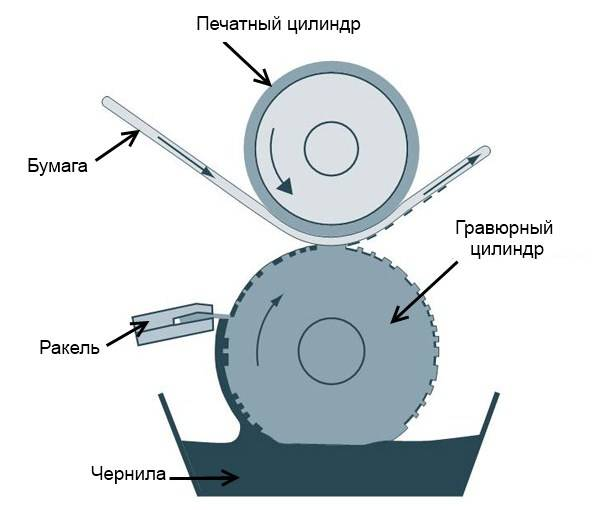 Печатный цилиндр
Бумага
Гравюрный
цилиндр
Ракель
Чернила